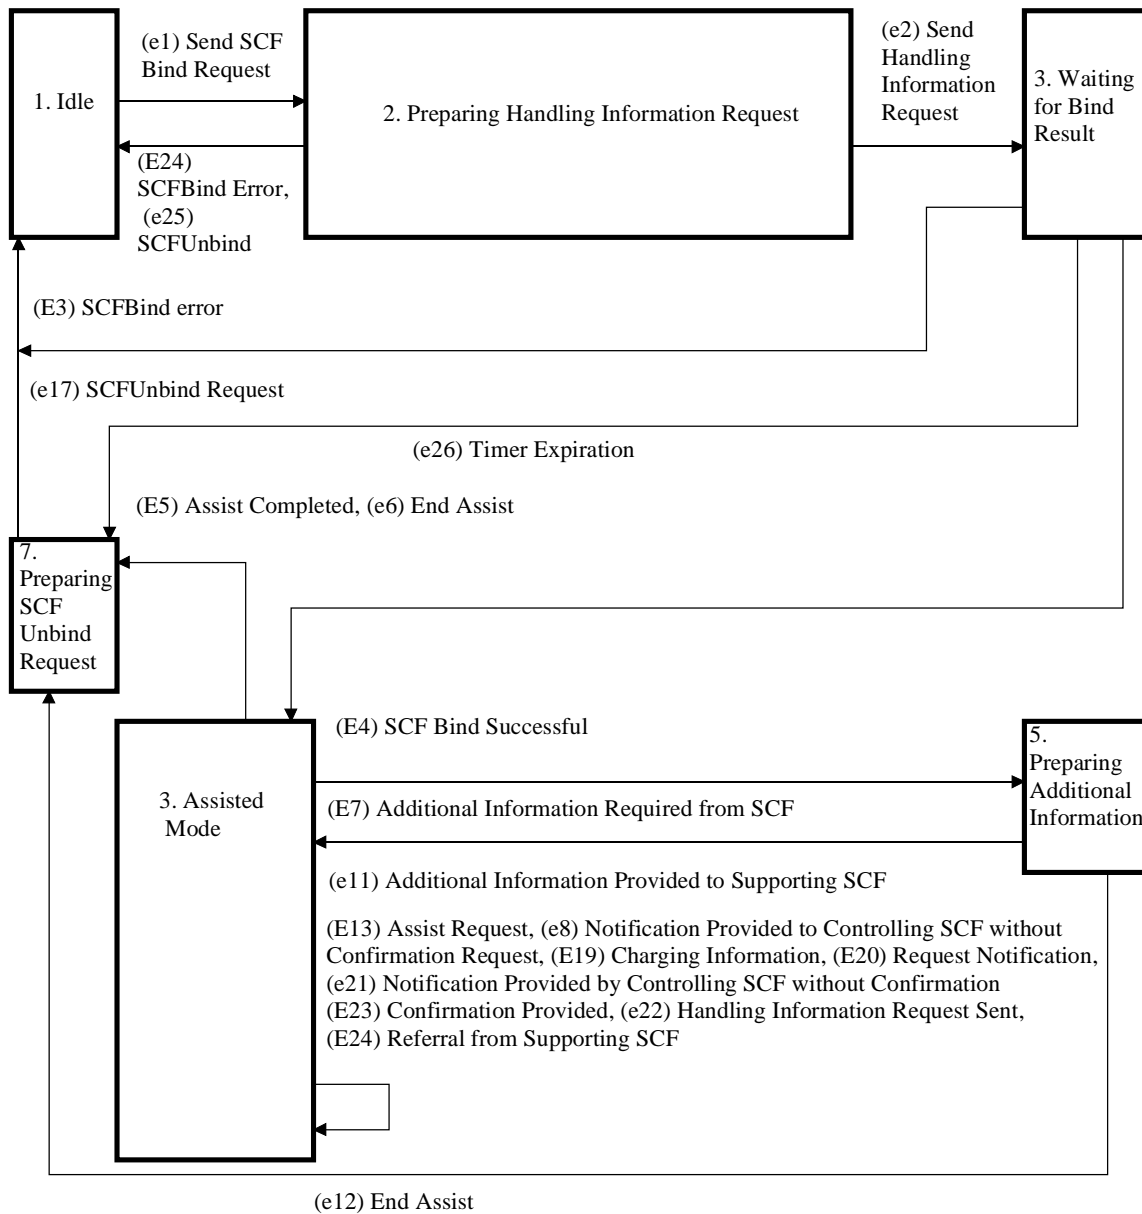 (e1) Send SCF
Bind Request
(e2) Send
Handling
Information
Request
1. Idle
2. Preparing Handling Information Request
3. Waiting
for Bind
Result
(E24)
SCFBind Error,
(e25)
SCFUnbind
(E3) SCFBind error
(e17) SCFUnbind Request
(e26) Timer Expiration
(E5) Assist Completed, (e6) End Assist
7.
Preparing
SCF
Unbind
Request
(E4) SCF Bind Successful
5.
Preparing
Additional
Information
3. Assisted
Mode
(E7) Additional Information Required from SCF
(e11) Additional Information Provided to Supporting SCF
(E13) Assist Request, (e8) Notification Provided to Controlling SCF without
Confirmation Request, (E19) Charging Information, (E20) Request Notification,
(e21) Notification Provided by Controlling SCF without Confirmation
(E23) Confirmation Provided, (e22) Handling Information Request Sent,
(E24) Referral from Supporting SCF
(e12) End Assist